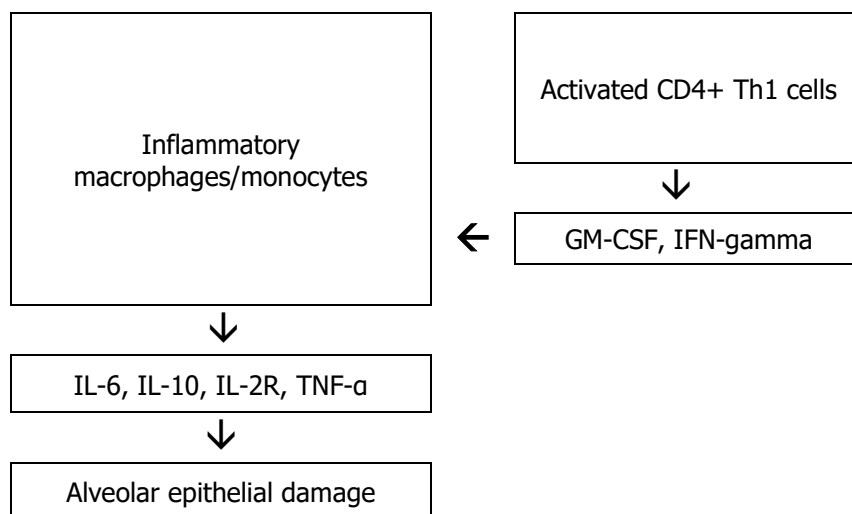 Activated CD4+ Th1 cells
Inflammatory
macrophages/monocytes
GM-CSF, IFN-gamma
IL-6, IL-10, IL-2R, TNF-α
Alveolar epithelial damage